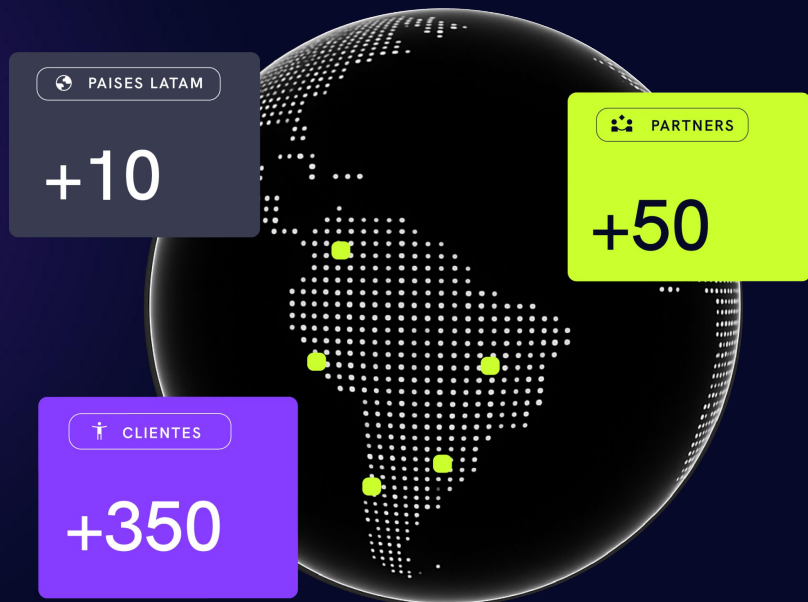 PAISES LATAM
+10
PARTNERS
+50
CLIENTES
+350